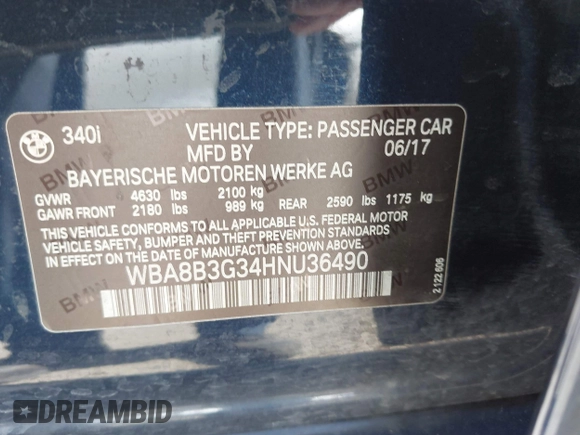 340i VEHICLE TYPE: PASSENGER CAR
MFD BY 06/17
BAYERISCHE MOTOREN WERKE AG
GVWR 4630 lbs 2100 kg
GAWR FRONT 2180 lbs 989 kg REAR 2590 lbs 1175 kg
THIS VEHICLE CONFORMS TO ALL APPLICABLE U.S. FEDERAL MOTOR
VEHICLE SAFETY, BUMPER, AND THEFT PREVENTION STANDARDS
IN EFFECT ON THE DATE OF MANUFACTURE SHOWN ABOVE.
WBA8B3G34HNU36490
2 122 606
BMW
DREAMBID